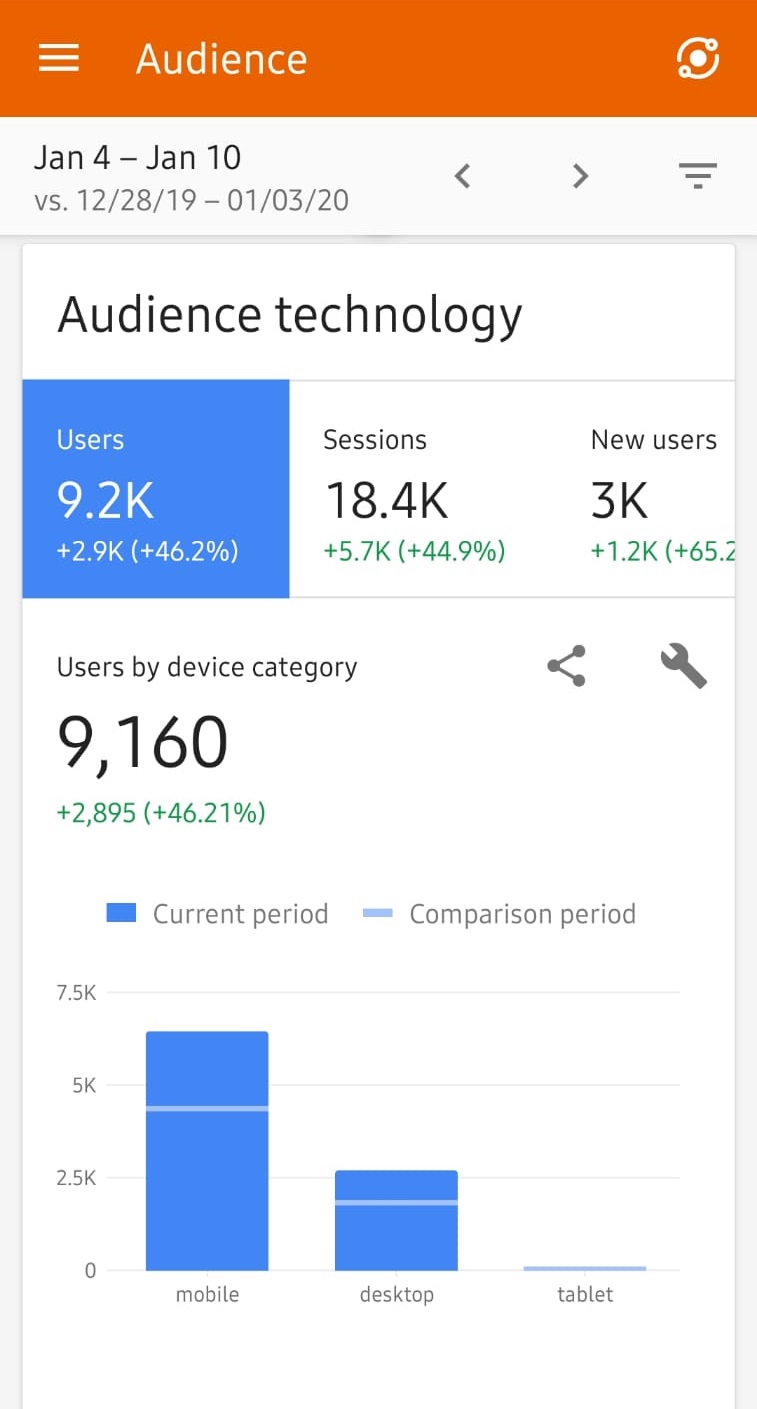 Audience
Jan 4 – Jan 10
vs. 12/28/19 – 01/03/20
Audience technology
Users
9.2K
+2.9K (+46.2%)
Sessions
18.4K
+5.7K (+44.9%)
New users
3K
+1.2K (+65.2
Users by device category
9,160
+2,895 (+46.21%)
Current period
Comparison period
7.5K
5K
2.5K
0
mobile
desktop
tablet